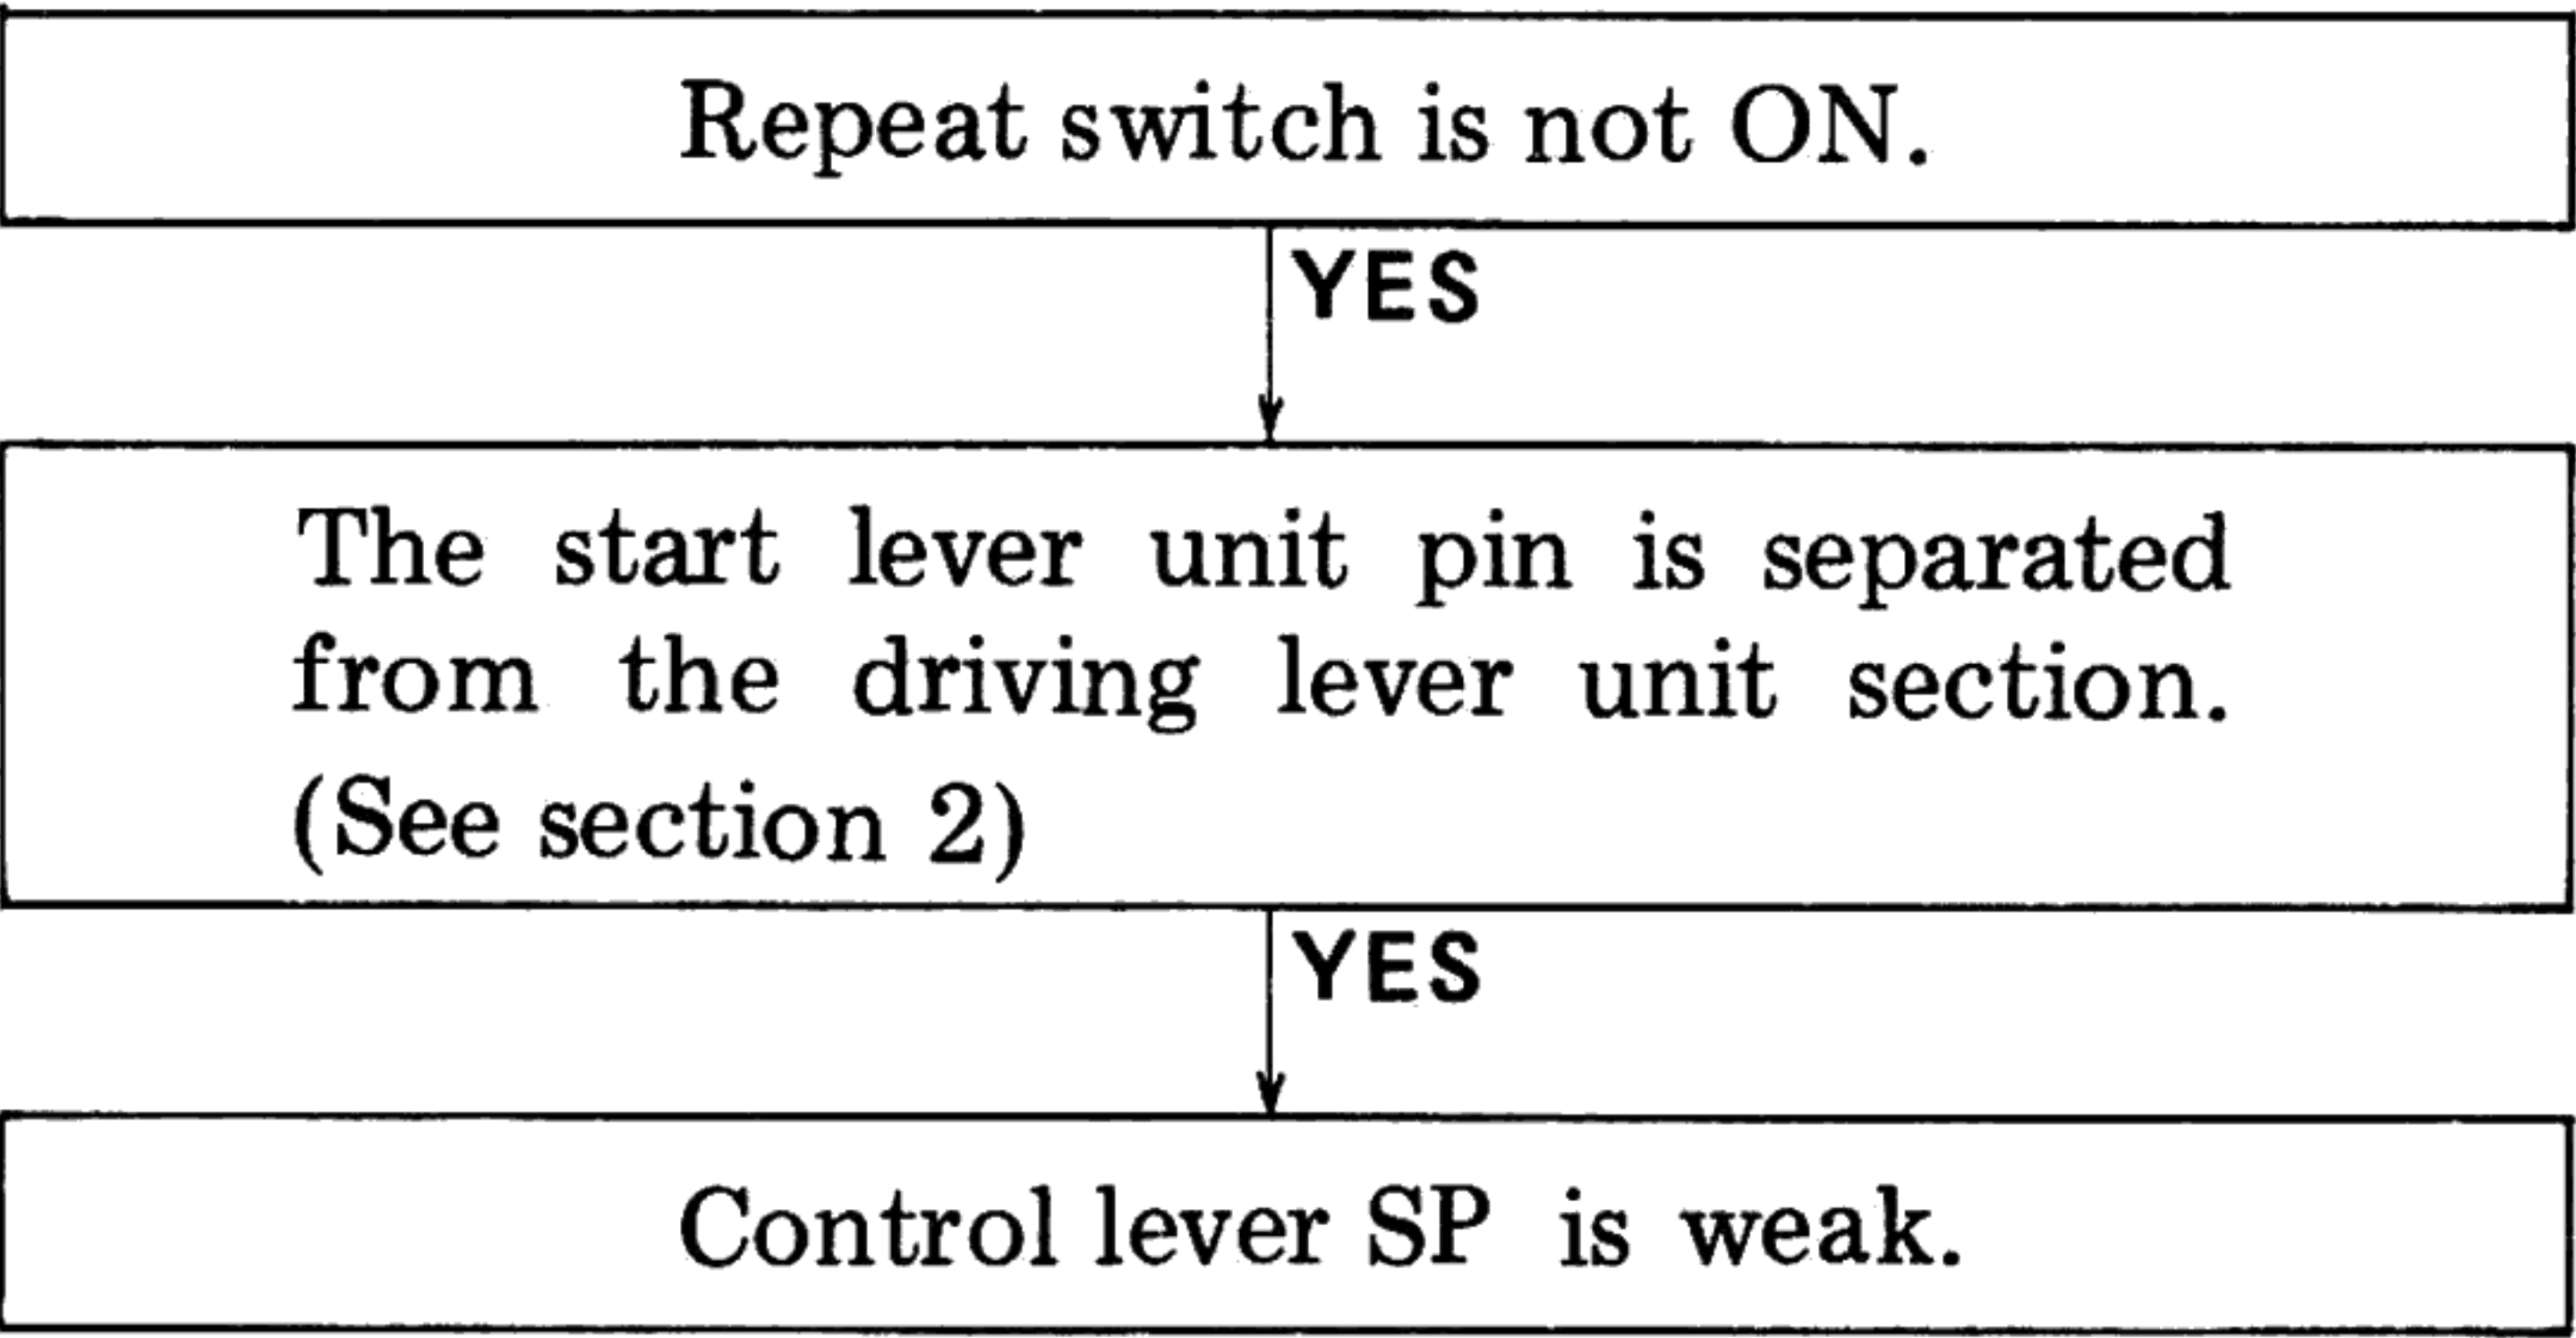 Repeat switch is not ON.
YES
The start lever unit pin is separated
from the driving lever unit section.
(See section 2)
YES
Control lever SP is weak.